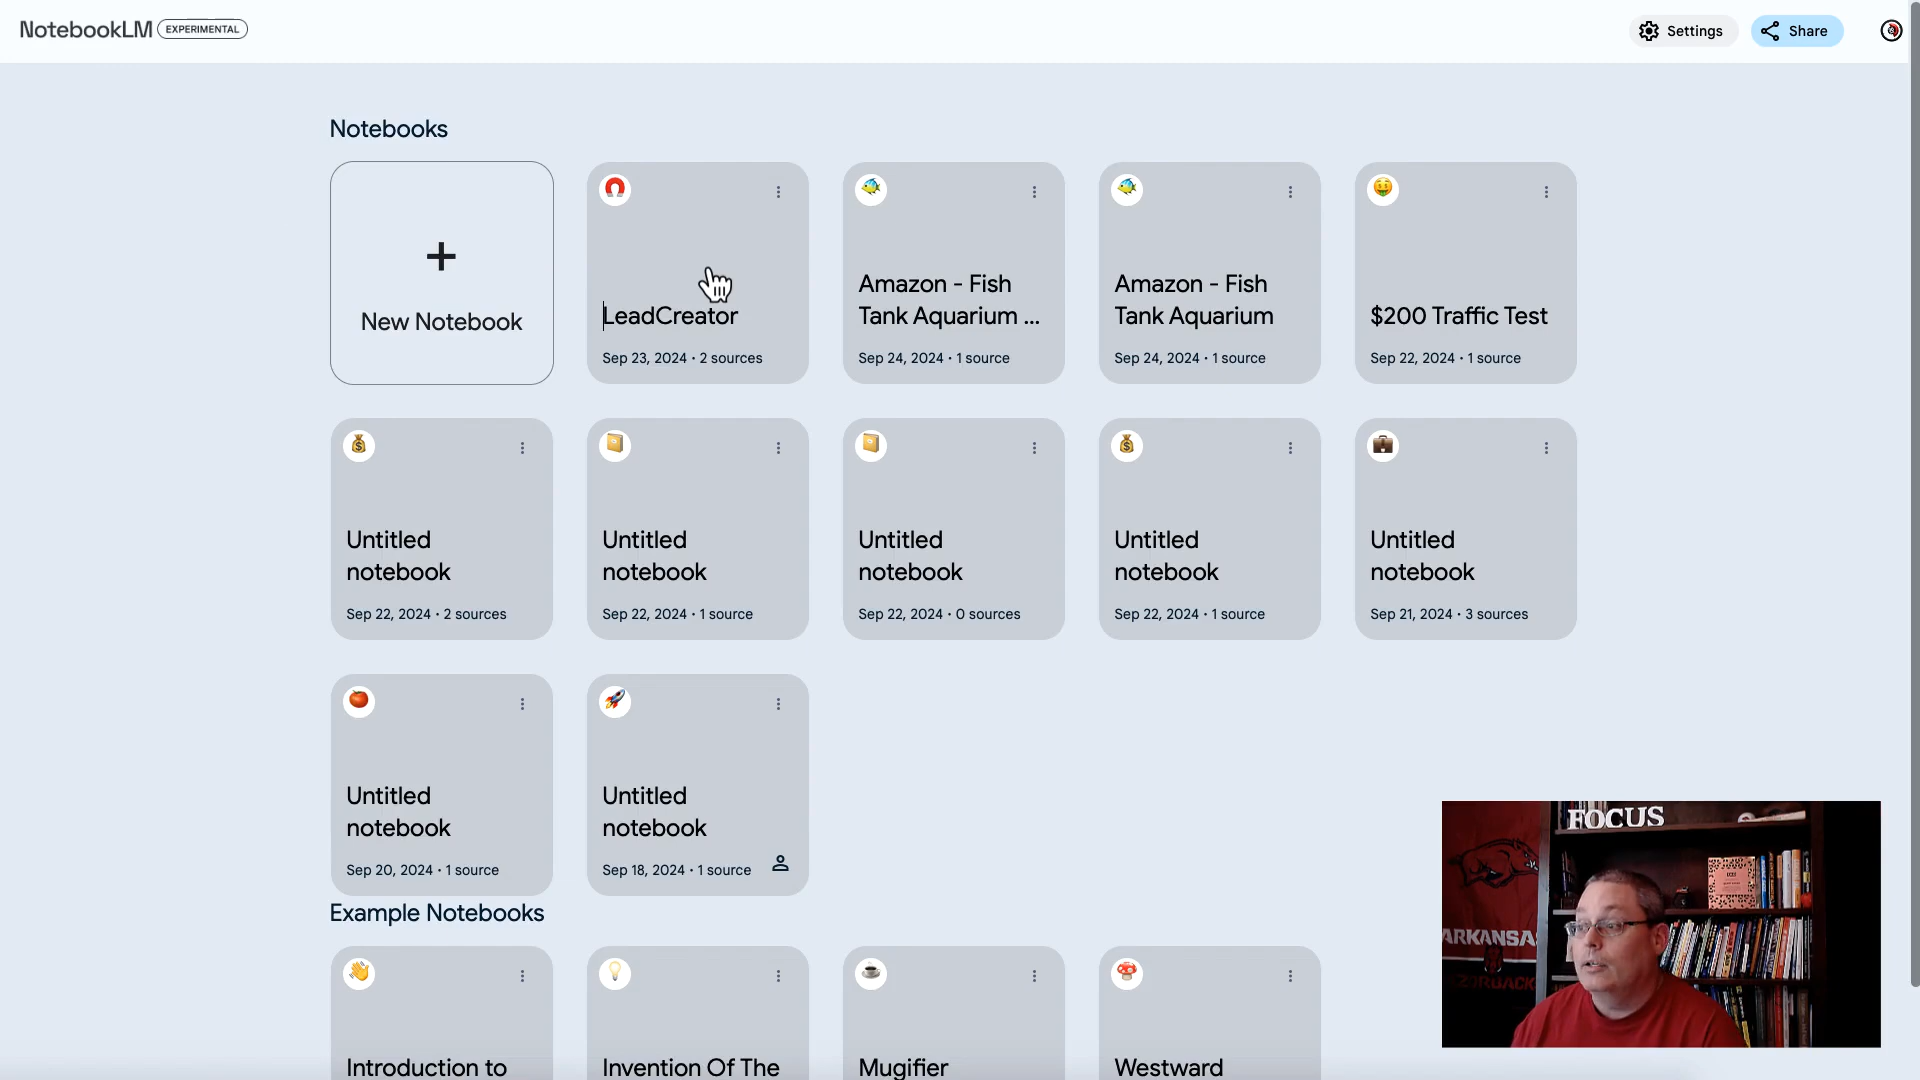 NotebookLM EXPERIMENTAL
Settings
Share
Notebooks
New Notebook
LeadCreator
Sep 23, 2024 · 2 sources
Amazon - Fish
Tank Aquarium ...
Sep 24, 2024 · 1 source
Amazon - Fish
Tank Aquarium
Sep 24, 2024 · 1 source
$200 Traffic Test
Sep 22, 2024 · 1 source
Untitled
notebook
Sep 22, 2024 · 2 sources
Untitled
notebook
Sep 22, 2024 · 1 source
Untitled
notebook
Sep 22, 2024 · 0 sources
Untitled
notebook
Sep 22, 2024 · 1 source
Untitled
notebook
Sep 21, 2024 · 3 sources
Untitled
notebook
Sep 20, 2024 · 1 source
Untitled
notebook
Sep 18, 2024 · 1 source
Example Notebooks
Introduction to
Invention Of The
Mugifier
Westward
FOCUS
ARKANSAS